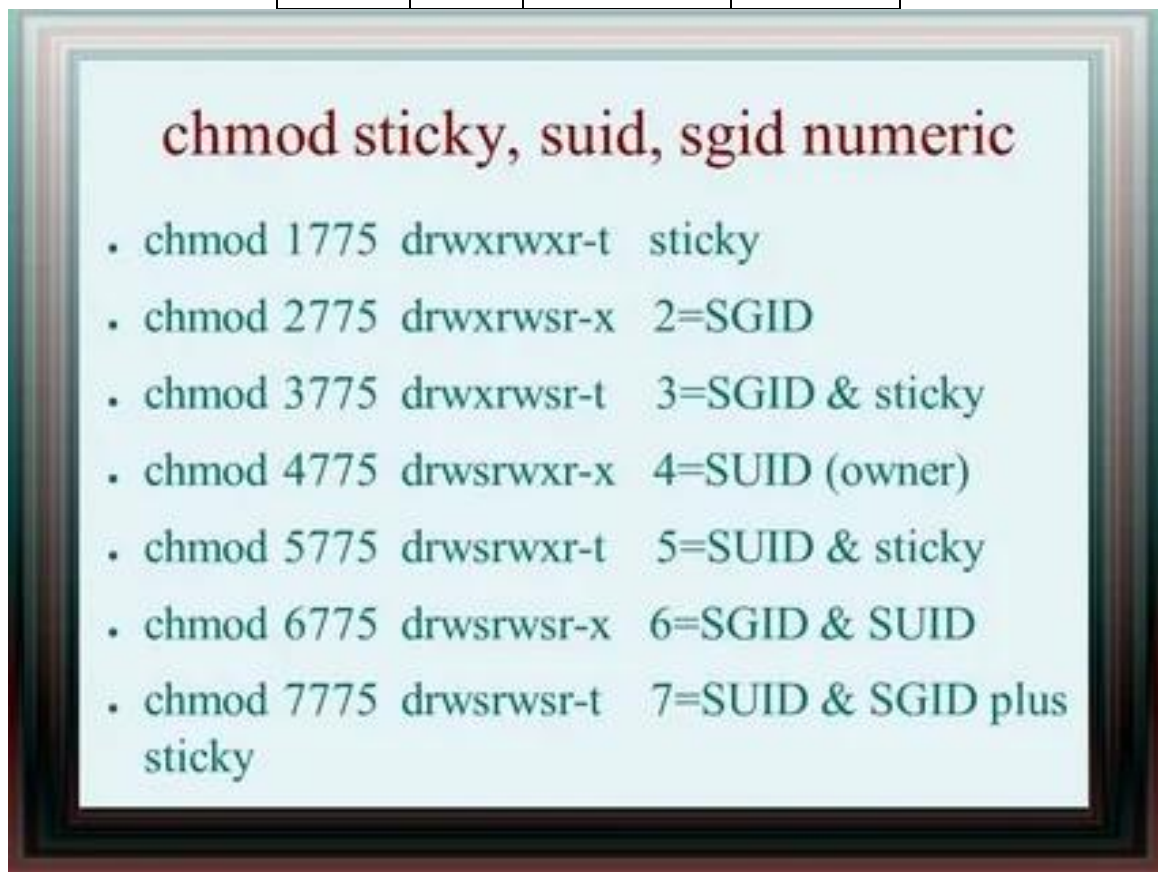 chmod sticky, suid, sgid numeric
. chmod 1775 drwxrwxr-t sticky
. chmod 2775 drwxrwsr-x 2=SGID
. chmod 3775 drwxrwsr-t 3=SGID & sticky
. chmod 4775 drwsrwxr-x 4=SUID (owner)
. chmod 5775 drwsrwxr-t 5=SUID & sticky
. chmod 6775 drwsrwsr-x 6=SGID & SUID
. chmod 7775 drwsrwsr-t 7=SUID & SGID plus
sticky